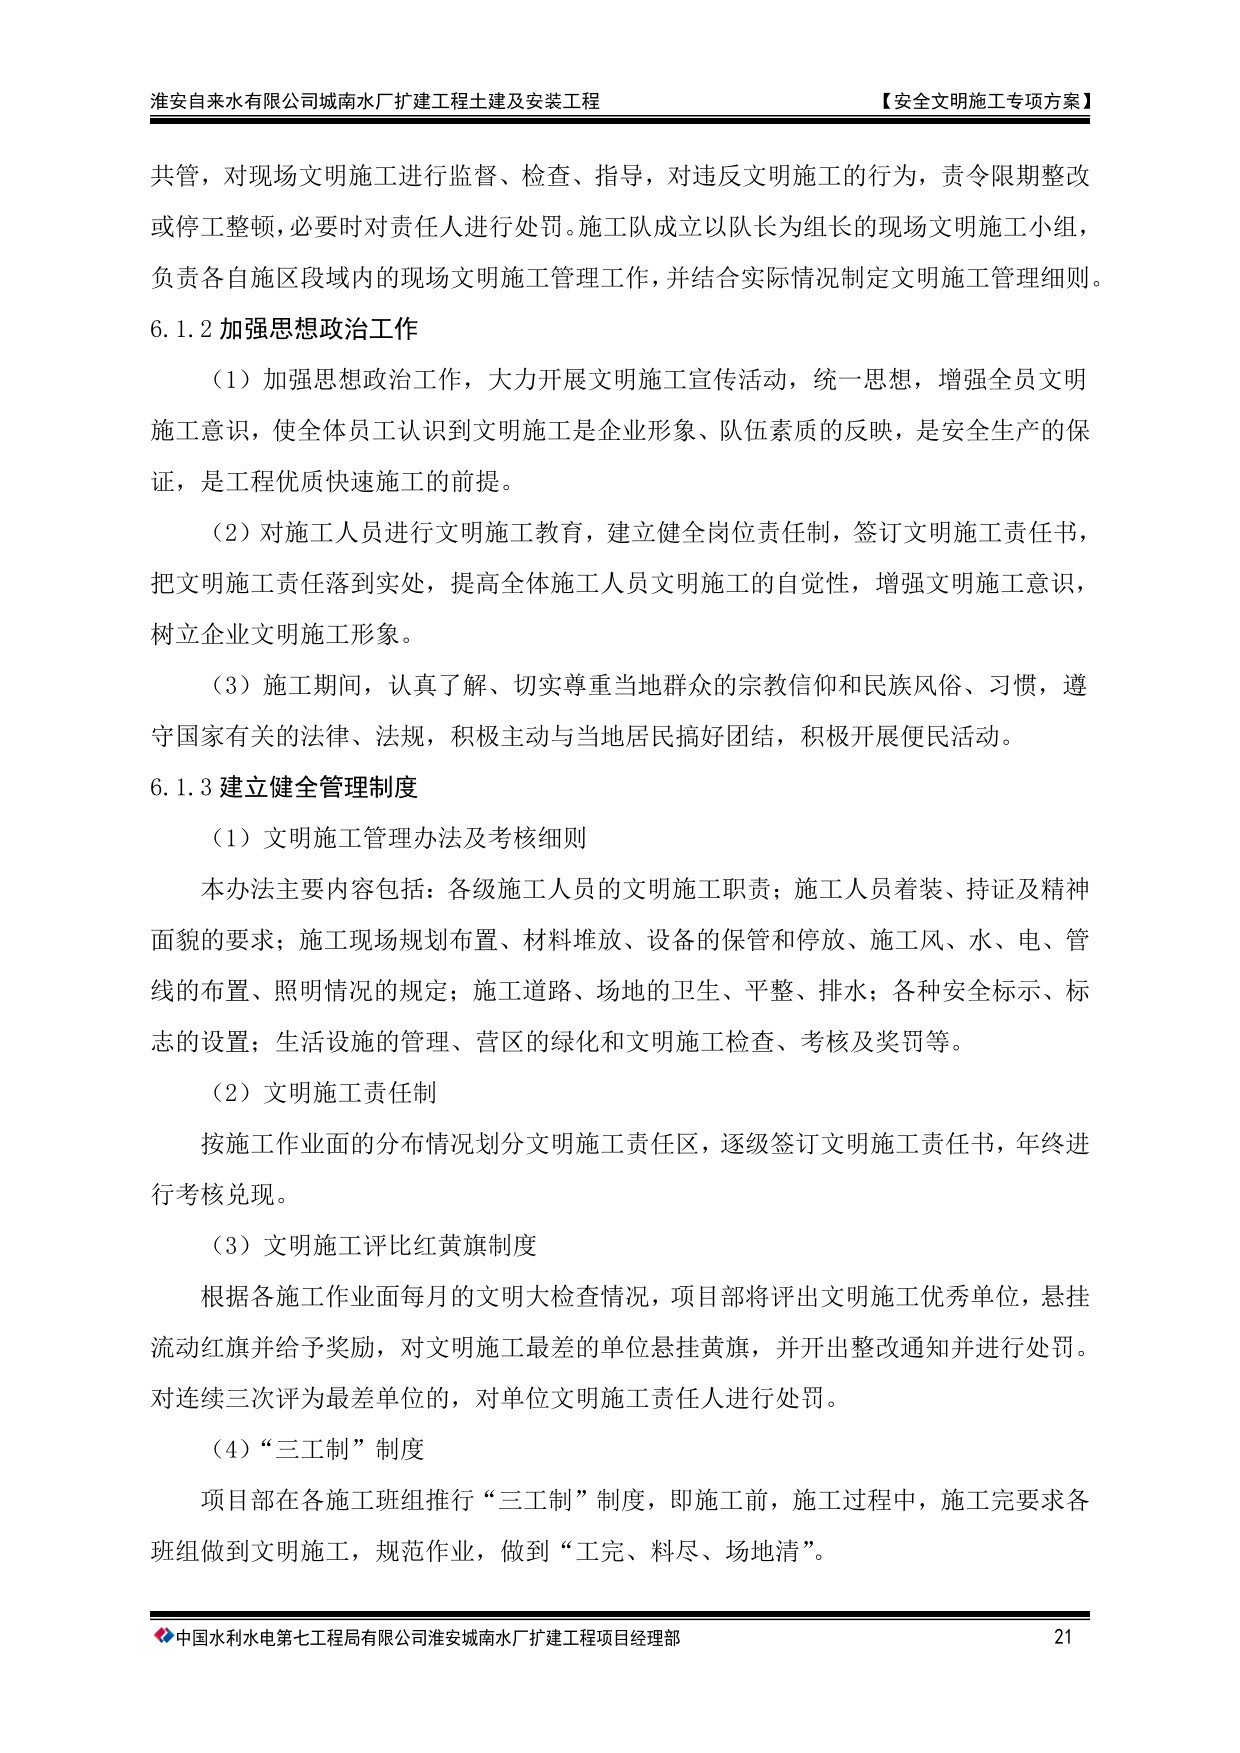 淮安自来水有限公司城南水厂扩建工程土建及安装工程 【安全文明施工专项方案】
共管，对现场文明施工进行监督、检查、指导，对违反文明施工的行为，责令限期整改
或停工整顿，必要时对责任人进行处罚。施工队成立以队长为组长的现场文明施工小组，
负责各自施区段域内的现场文明施工管理工作，并结合实际情况制定文明施工管理细则。
6.1.2 加强思想政治工作
（1）加强思想政治工作，大力开展文明施工宣传活动，统一思想，增强全员文明
施工意识，使全体员工认识到文明施工是企业形象、队伍素质的反映，是安全生产的保
证，是工程优质快速施工的前提。
（2）对施工人员进行文明施工教育，建立健全岗位责任制，签订文明施工责任书，
把文明施工责任落到实处，提高全体施工人员文明施工的自觉性，增强文明施工意识，
树立企业文明施工形象。
（3）施工期间，认真了解、切实尊重当地群众的宗教信仰和民族风俗、习惯，遵
守国家有关的法律、法规，积极主动与当地居民搞好团结，积极开展便民活动。
6.1.3 建立健全管理制度
（1）文明施工管理办法及考核细则
本办法主要内容包括：各级施工人员的文明施工职责；施工人员着装、持证及精神
面貌的要求；施工现场规划布置、材料堆放、设备的保管和停放、施工风、水、电、管
线的布置、照明情况的规定；施工道路、场地的卫生、平整、排水；各种安全标示、标
志的设置；生活设施的管理、营区的绿化和文明施工检查、考核及奖罚等。
（2）文明施工责任制
按施工作业面的分布情况划分文明施工责任区，逐级签订文明施工责任书，年终进
行考核兑现。
（3）文明施工评比红黄旗制度
根据各施工作业面每月的文明大检查情况，项目部将评出文明施工优秀单位，悬挂
流动红旗并给予奖励，对文明施工最差的单位悬挂黄旗，并开出整改通知并进行处罚。
对连续三次评为最差单位的，对单位文明施工责任人进行处罚。
（4）“三工制”制度
项目部在各施工班组推行“三工制”制度，即施工前，施工过程中，施工完要求各
班组做到文明施工，规范作业，做到“工完、料尽、场地清”。
中国水利水电第七工程局有限公司淮安城南水厂扩建工程项目经理部 21